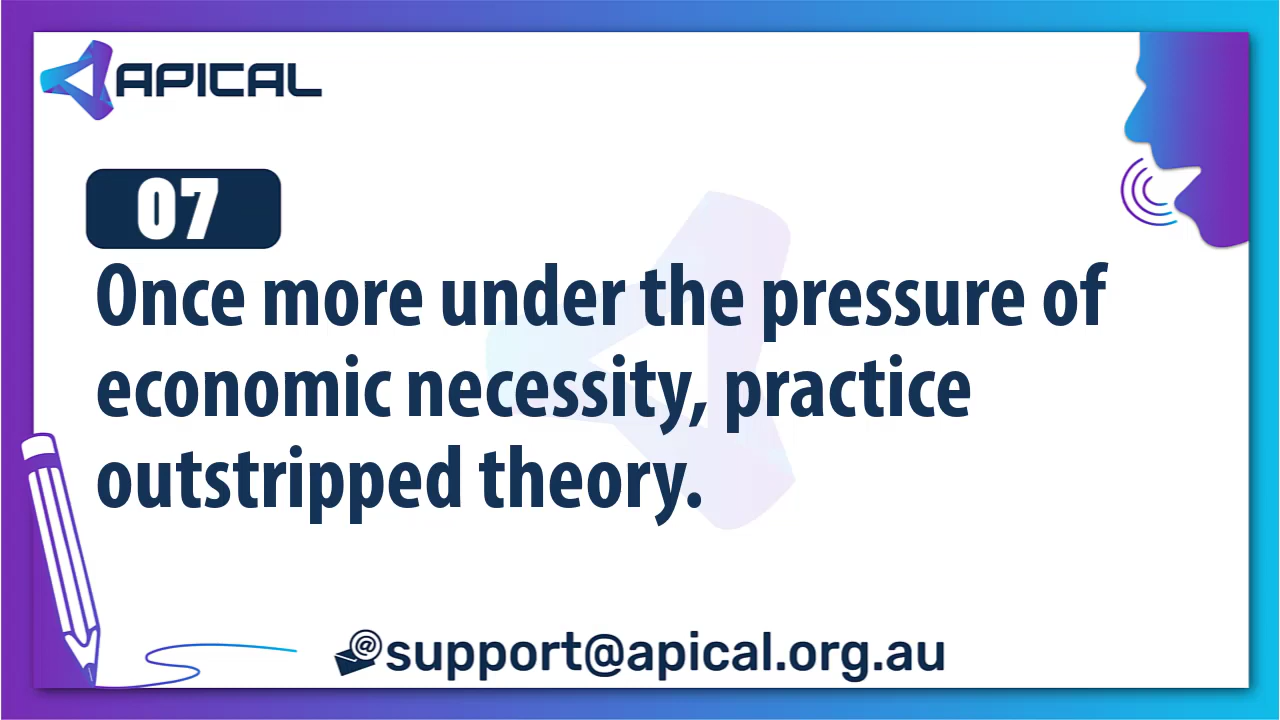 APICAL
07
Once more under the pressure of
economic necessity, practice
outstripped theory.
@
support@apical.org.au